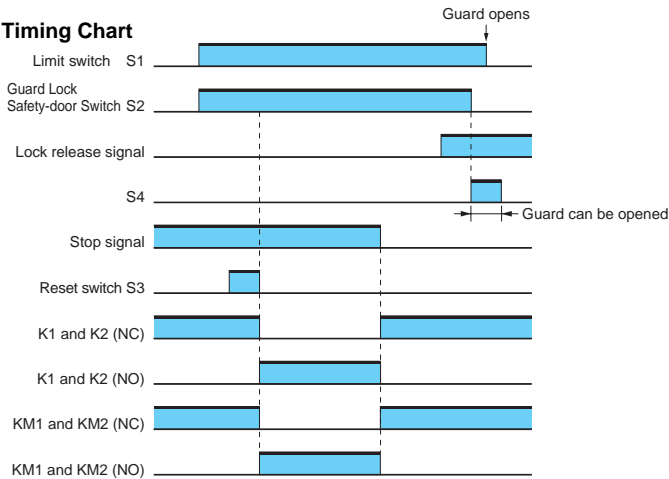 Guard opens
Timing Chart
Limit switch S1
Guard Lock
Safety-door Switch S2
Lock release signal
S4
Guard can be opened
Stop signal
Reset switch S3
K1 and K2 (NC)
K1 and K2 (NO)
KM1 and KM2 (NC)
KM1 and KM2 (NO)